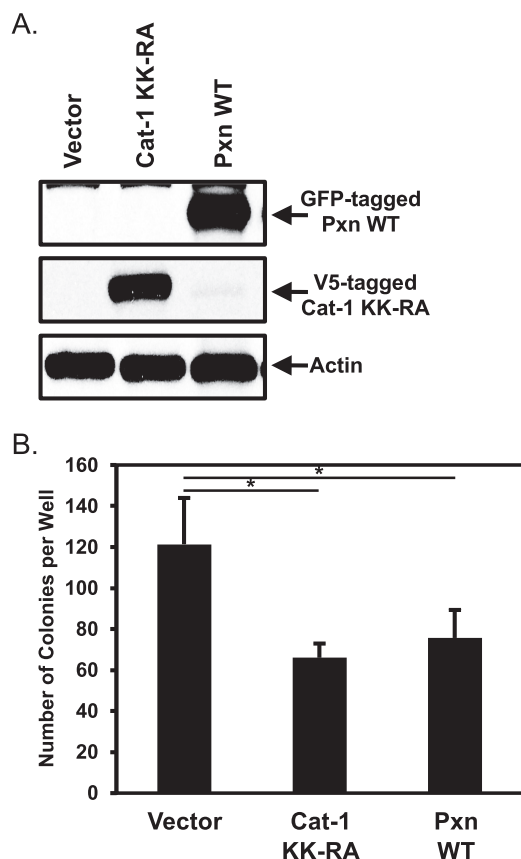 A.
Vector
Cat-1 KK-RA
Pxn WT
GFP-tagged
Pxn WT
V5-tagged
Cat-1 KK-RA
Actin
B.
Number of Colonies per Well
160
140
120
100
80
60
40
20
0
*
*
Vector
Cat-1
KK-RA
Pxn
WT